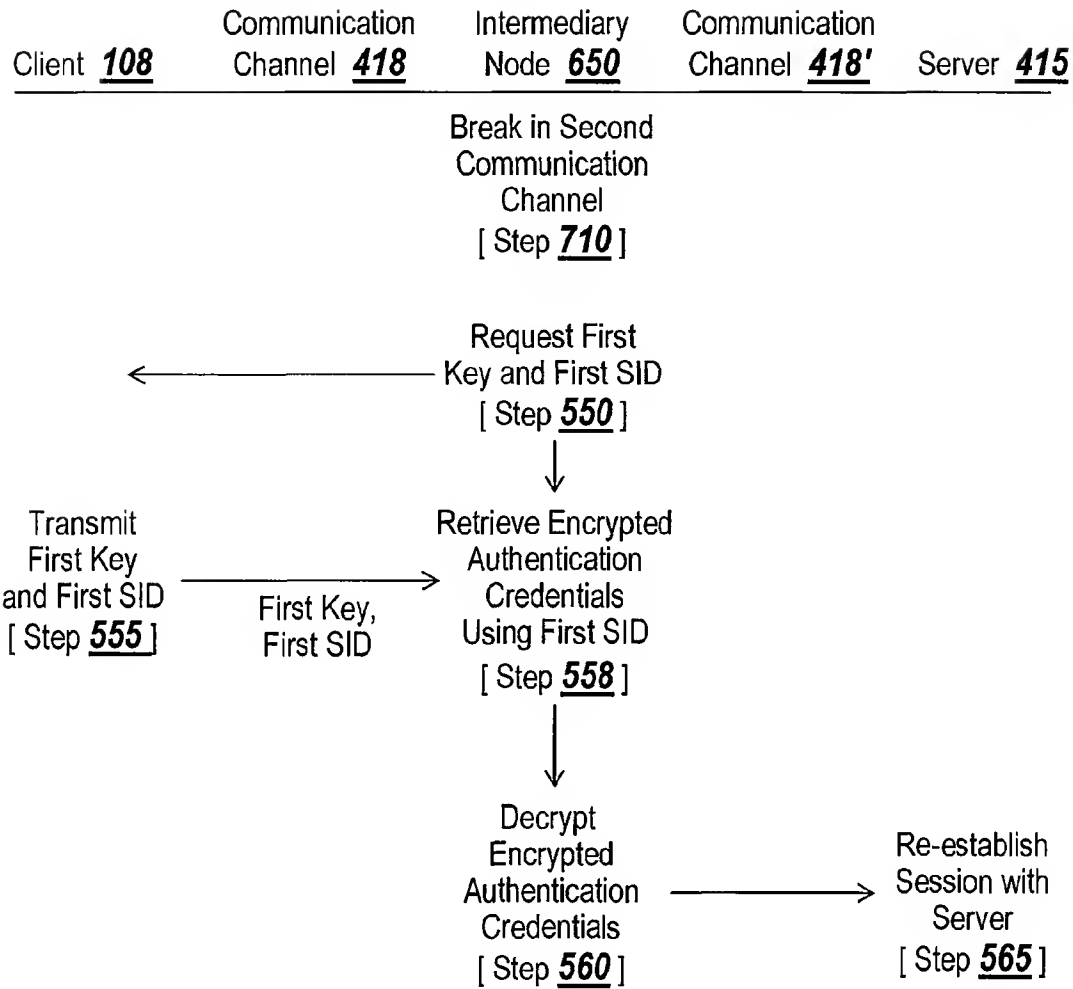 Client 108
Communication
Channel 418
Intermediary
Node 650
Communication
Channel 418'
Server 415
Break in Second
Communication
Channel
[ Step 710 ]
Request First
Key and First SID
[ Step 550 ]
Transmit
First Key
and First SID
[ Step 555 ]
First Key,
First SID
Retrieve Encrypted
Authentication
Credentials
Using First SID
[ Step 558 ]
Decrypt
Encrypted
Authentication
Credentials
[ Step 560 ]
Re-establish
Session with
Server
[ Step 565 ]